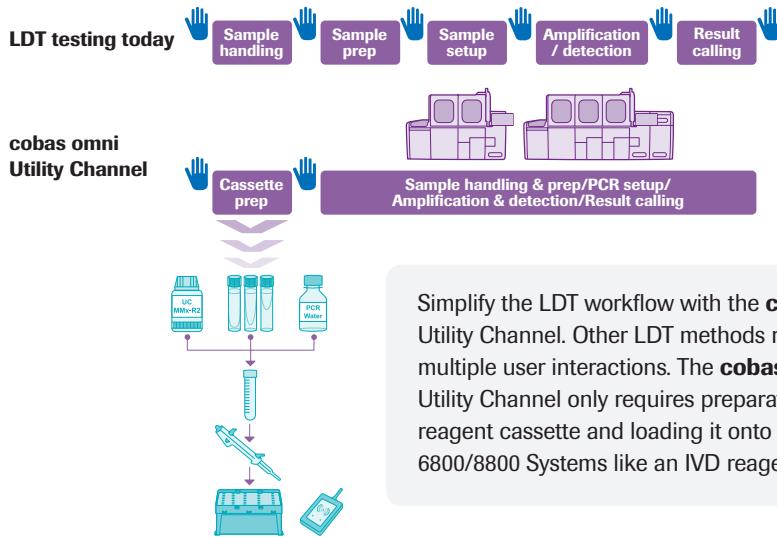 LDT testing today
Sample
handling
Sample
prep
Sample
setup
Amplification
/ detection
Result
calling
cobas omni
Utility Channel
Cassette
prep
Sample handling & prep/PCR setup/
Amplification & detection/Result calling
UC
MMx-R2
PCR
Water
Simplify the LDT workflow with the
Utility Channel. Other LDT methods
multiple user interactions. The cobas
Utility Channel only requires
reagent cassette and loading it onto
6800/8800 Systems like an IVD